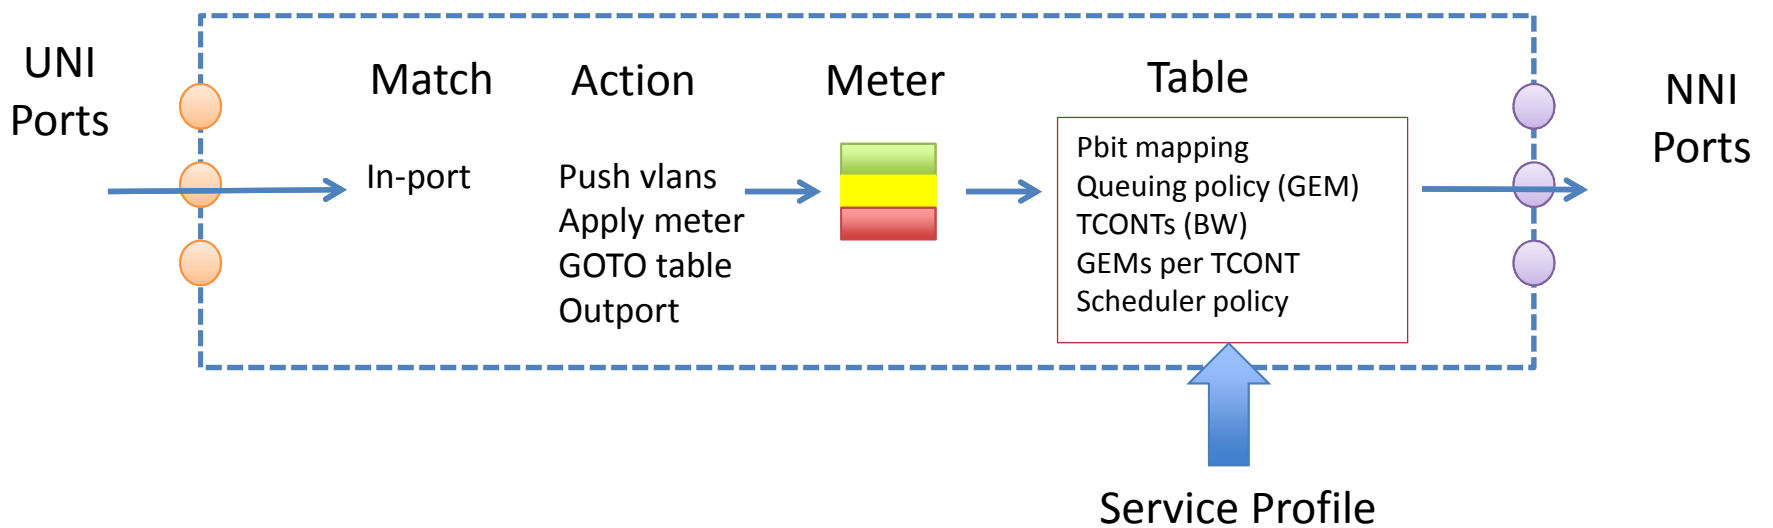 UNI
Ports
Match
Action
Meter
Table
NNI
Ports
In-port
Push vlans
Apply meter
GOTO table
Outport
Pbit mapping
Queuing policy (GEM)
TCONTs (BW)
GEMs per TCONT
Scheduler policy
Service Profile